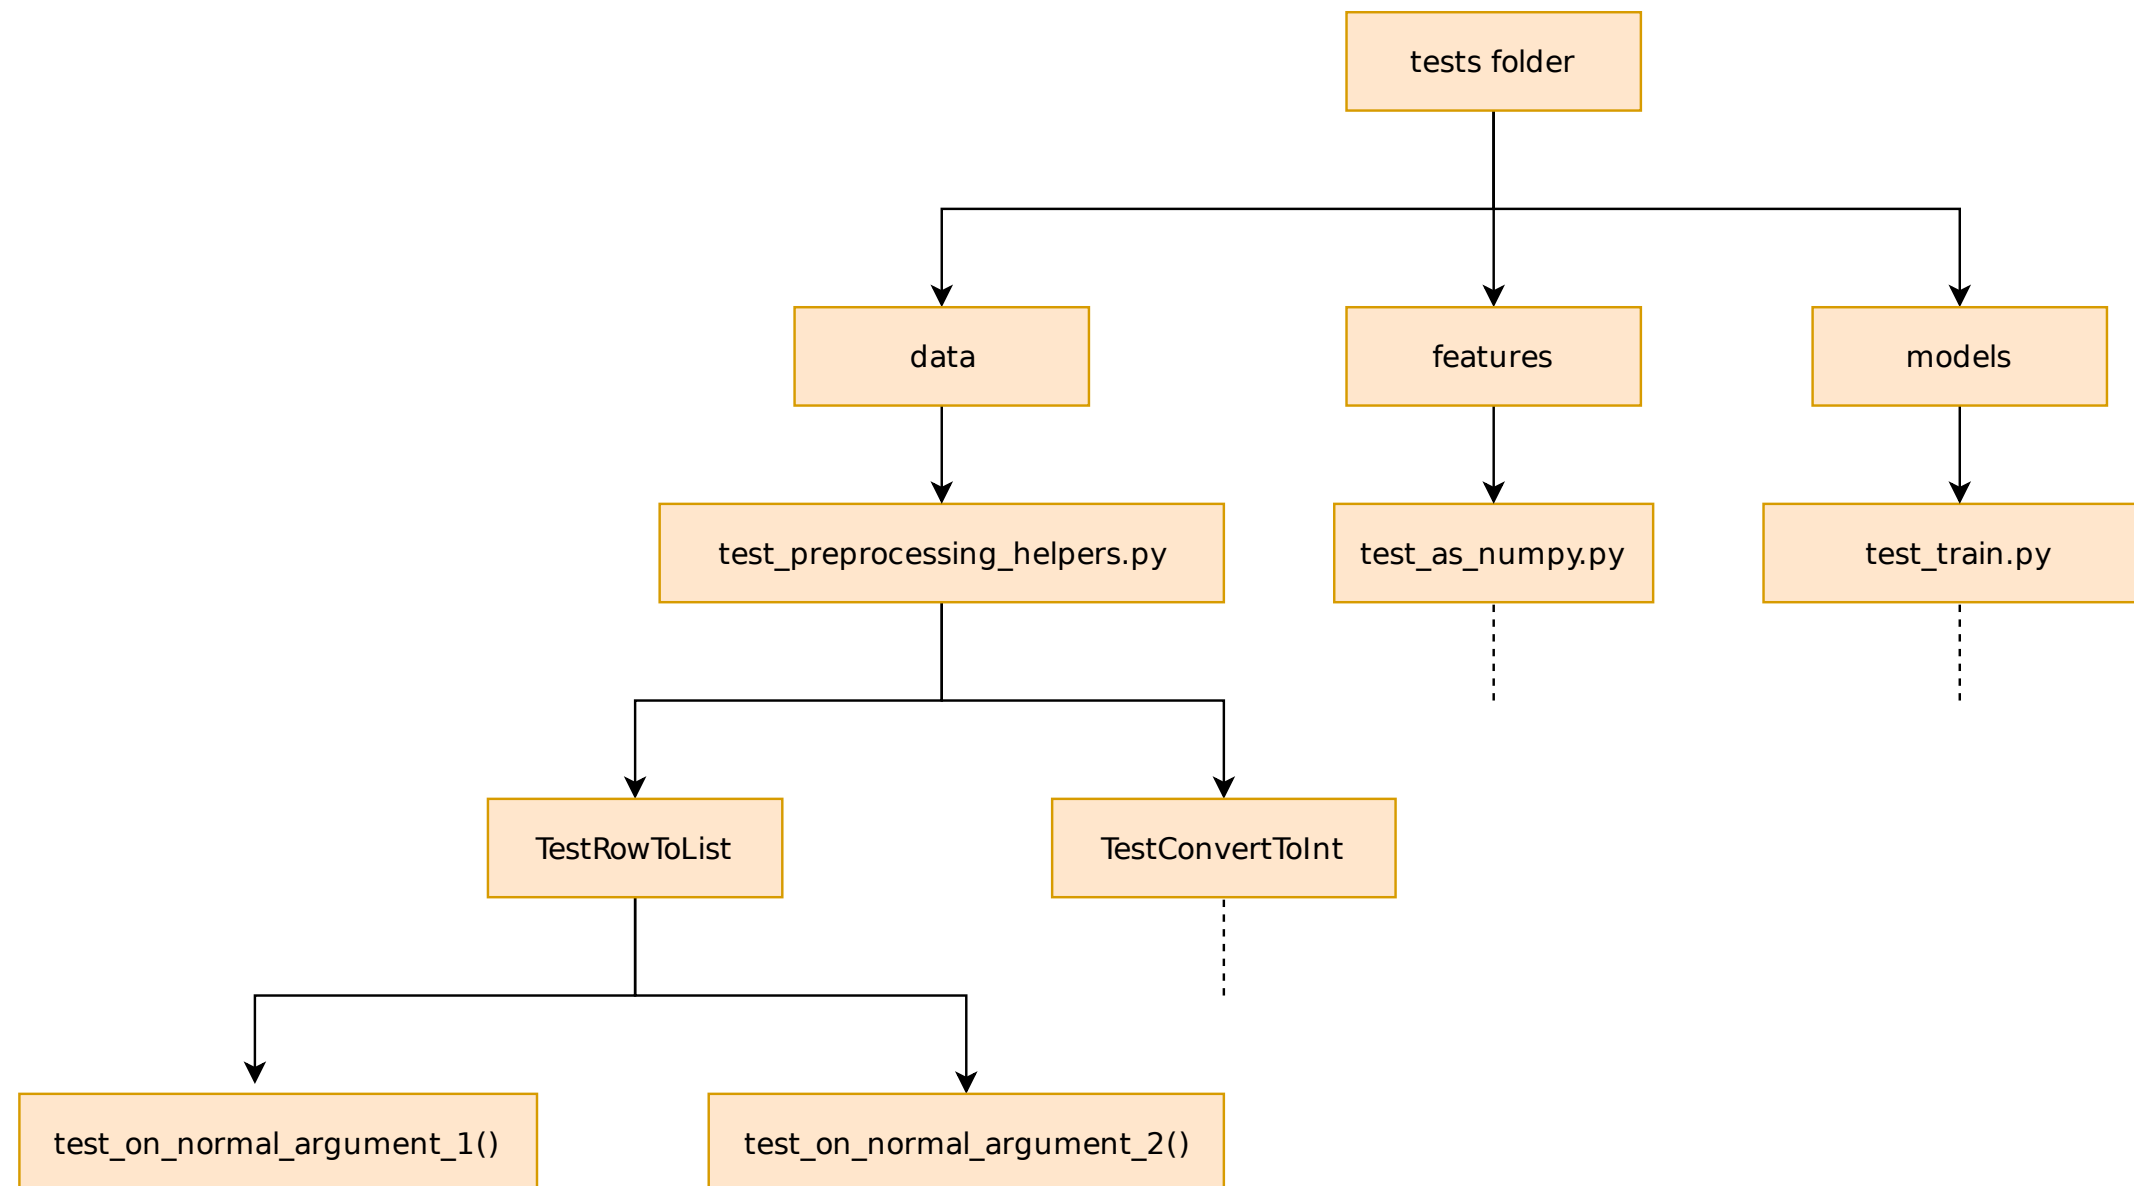 tests folder
data
features
models
test_preprocessing_helpers.py
test_as_numpy.py
test_train.py
TestRowToList
TestConvertToInt
test_on_normal_argument_1()
test_on_normal_argument_2()